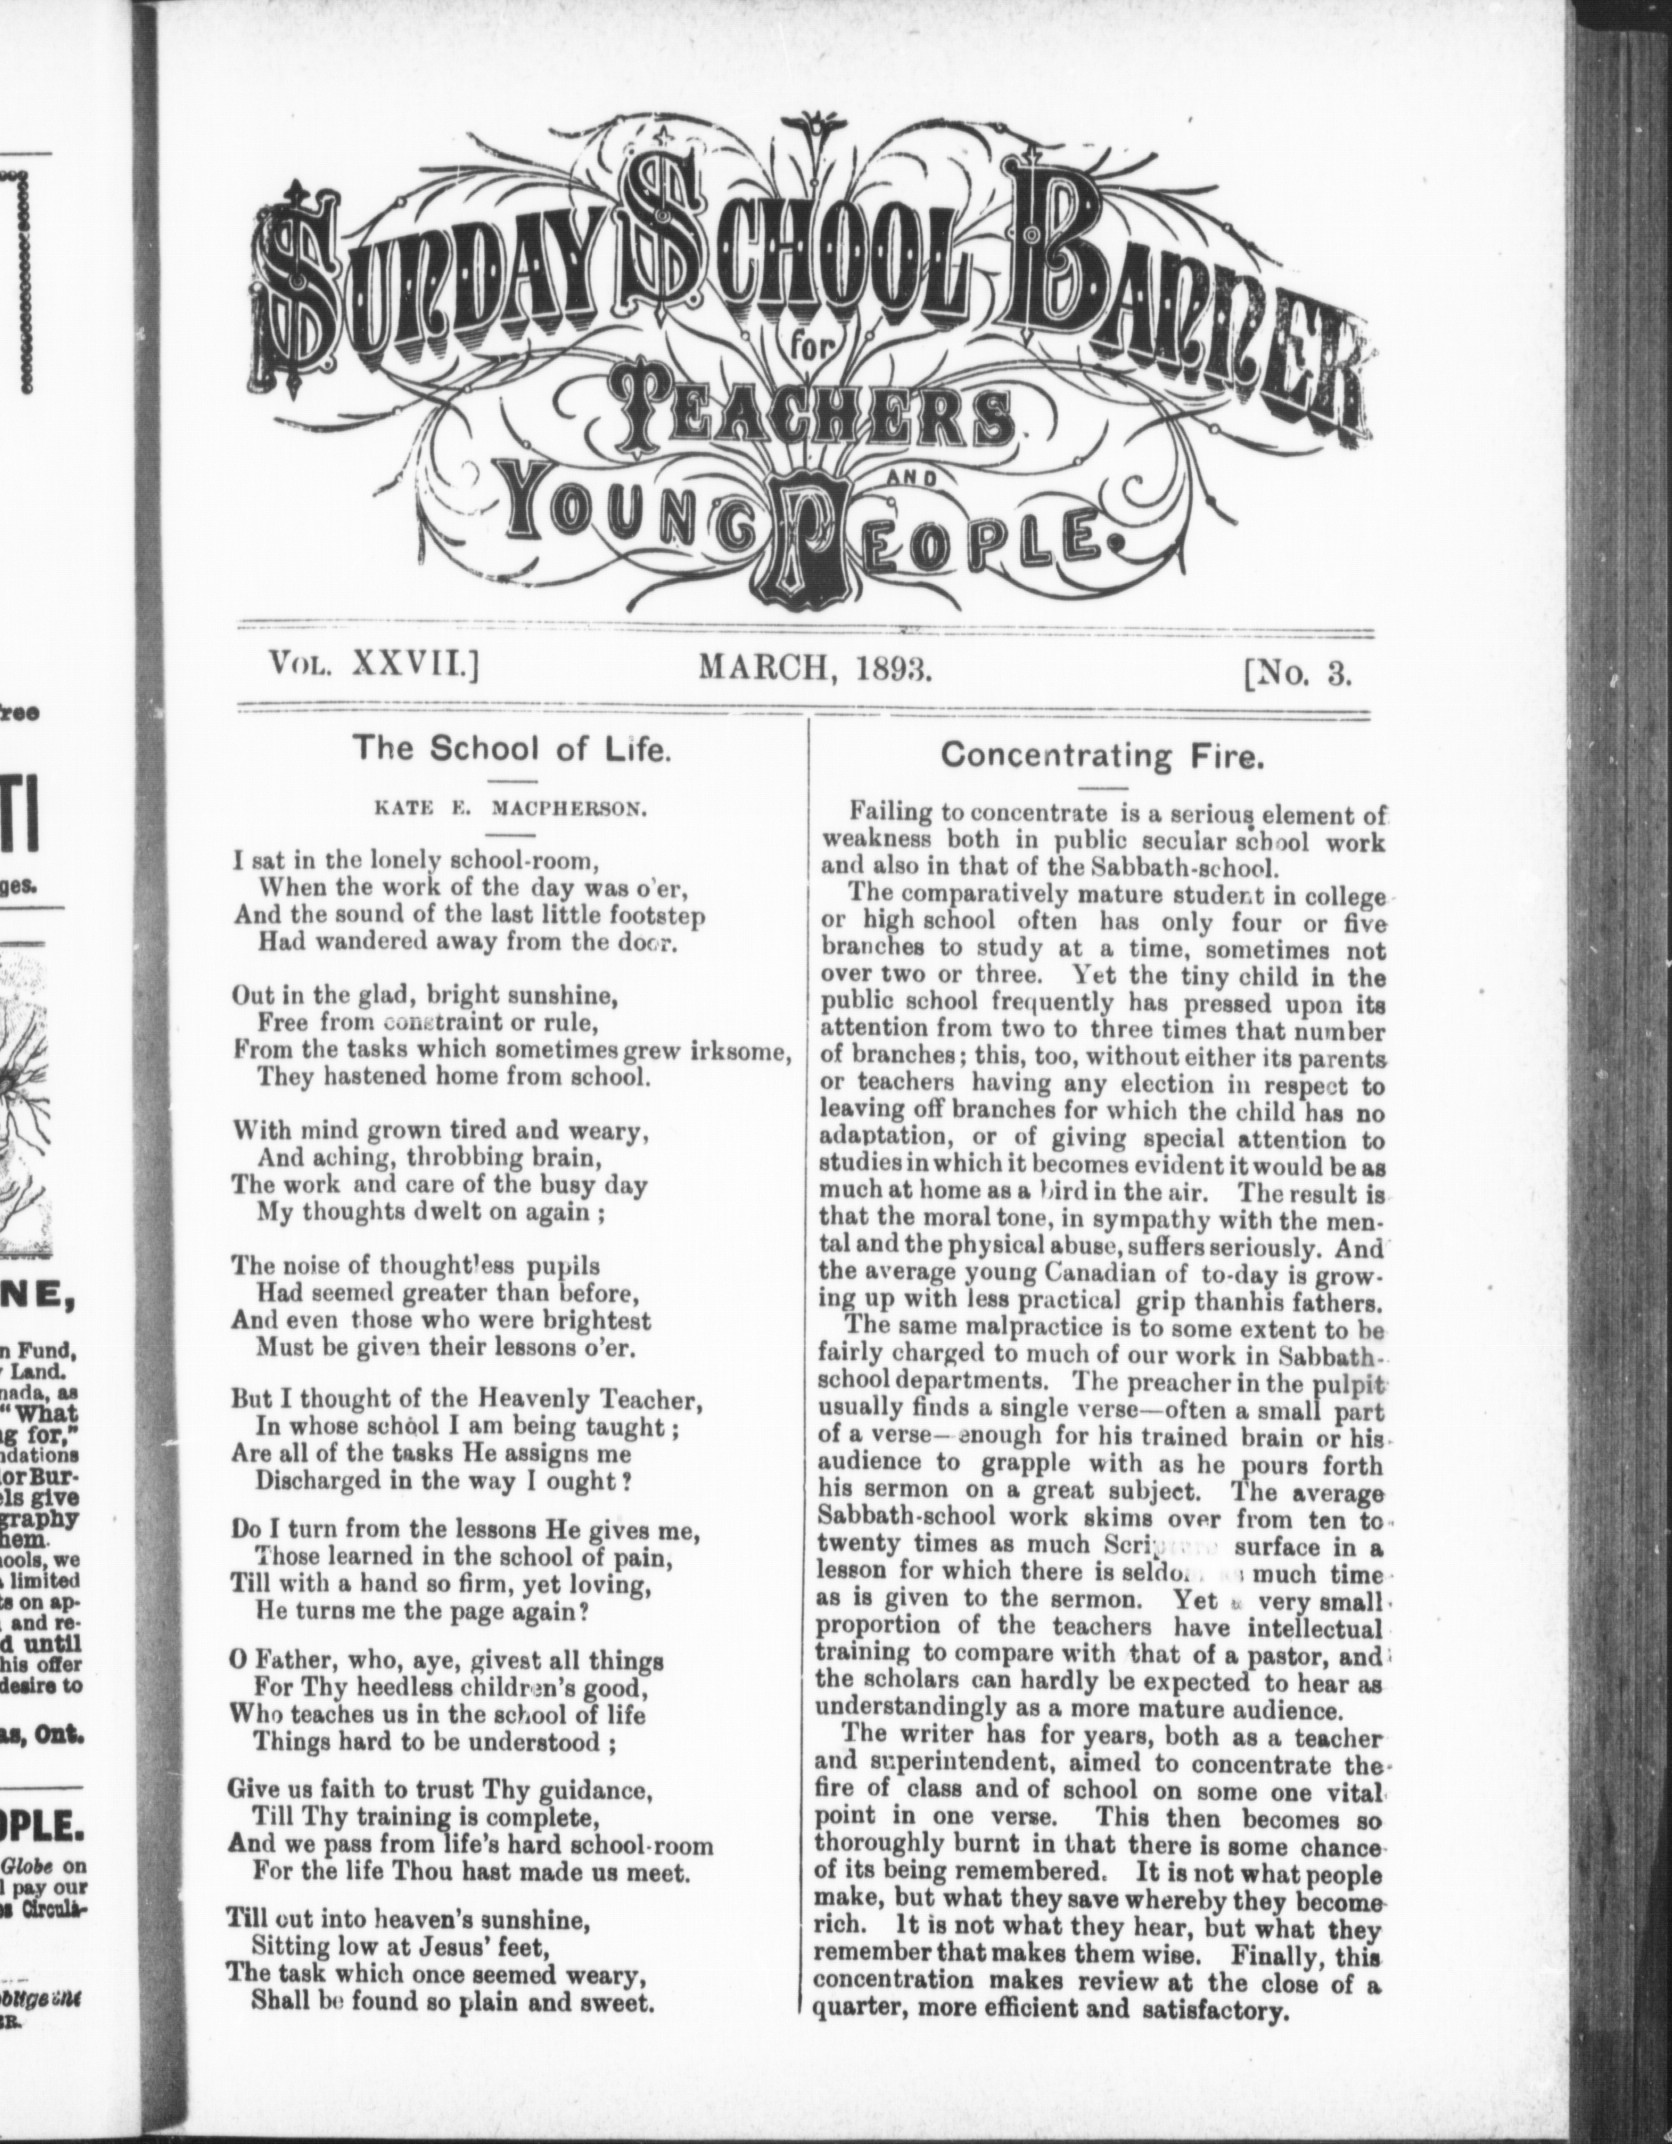 SUNDAY SCHOOL BANNER
for
TEACHERS
AND
YOUNG PEOPLE.
VOL. XXVII.] MARCH, 1893. [No. 3.
The School of Life.
KATE E. MACPHERSON.
I sat in the lonely school-room,
When the work of the day was o'er,
And the sound of the last little footstep
Had wandered away from the door.
Out in the glad, bright sunshine,
Free from constraint or rule,
From the tasks which sometimes grew irksome,
They hastened home from school.
With mind grown tired and weary,
And aching, throbbing brain,
The work and care of the busy day
My thoughts dwelt on again ;
The noise of thoughtless pupils
Had seemed greater than before,
And even those who were brightest
Must be given their lessons o'er.
But I thought of the Heavenly Teacher,
In whose school I am being taught ;
Are all of the tasks He assigns me
Discharged in the way I ought?
Do I turn from the lessons He gives me,
Those learned in the school of pain,
Till with a hand so firm, yet loving,
He turns me the page again?
O Father, who, aye, givest all things
For Thy heedless children's good,
Who teaches us in the school of life
Things hard to be understood ;
Give us faith to trust Thy guidance,
Till Thy training is complete,
And we pass from life's hard school-room
For the life Thou hast made us meet.
Till out into heaven's sunshine,
Sitting low at Jesus' feet,
The task which once seemed weary,
Shall be found so plain and sweet.
Concentrating Fire.
Failing to concentrate is a serious element of
weakness both in public secular school work
and also in that of the Sabbath-school.
The comparatively mature student in college
or high school often has only four or five
branches to study at a time, sometimes not
over two or three. Yet the tiny child in the
public school frequently has pressed upon its
attention from two to three times that number
of branches; this, too, without either its parents
or teachers having any election in respect to
leaving off branches for which the child has no
adaptation, or of giving special attention to
studies in which it becomes evident it would be as
much at home as a bird in the air. The result is
that the moral tone, in sympathy with the men-
tal and the physical abuse, suffers seriously. And
the average young Canadian of to-day is grow-
ing up with less practical grip thanhis fathers.
The same malpractice is to some extent to be
fairly charged to much of our work in Sabbath-
school departments. The preacher in the pulpit
usually finds a single verse—often a small part
of a verse—enough for his trained brain or his
audience to grapple with as he pours forth
his sermon on a great subject. The average
Sabbath-school work skims over from ten to
twenty times as much surface in a
lesson for which there is much time
as is given to the sermon. Yet a very small
proportion of the teachers have intellectual
training to compare with that of a pastor, and
the scholars can hardly be expected to hear as
understandingly as a more mature audience.
The writer has for years, both as a teacher
and superintendent, aimed to concentrate the
fire of class and of school on some one vital
point in one verse. This then becomes so
thoroughly burnt in that there is some chance
of its being remembered. It is not what people
make, but what they save whereby they become
rich. It is not what they hear, but what they
remember that makes them wise. Finally, this
concentration makes review at the close of a
quarter, more efficient and satisfactory.
ges.
NE,
Fund,
Land.
as
"What
for,"
Bur-
give
limited
on ap-
and re-
until
his offer
desire to
Ont.
Globe on
pay our